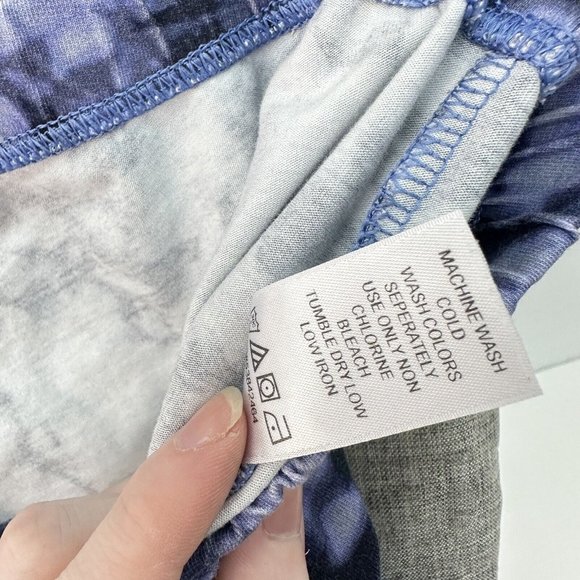 MACHINE WASH
COLD
WASH COLORS
SEPERATELY
USE ONLY NON
CHLORINE
BLEACH
TUMBLE DRY LOW
LOW IRON